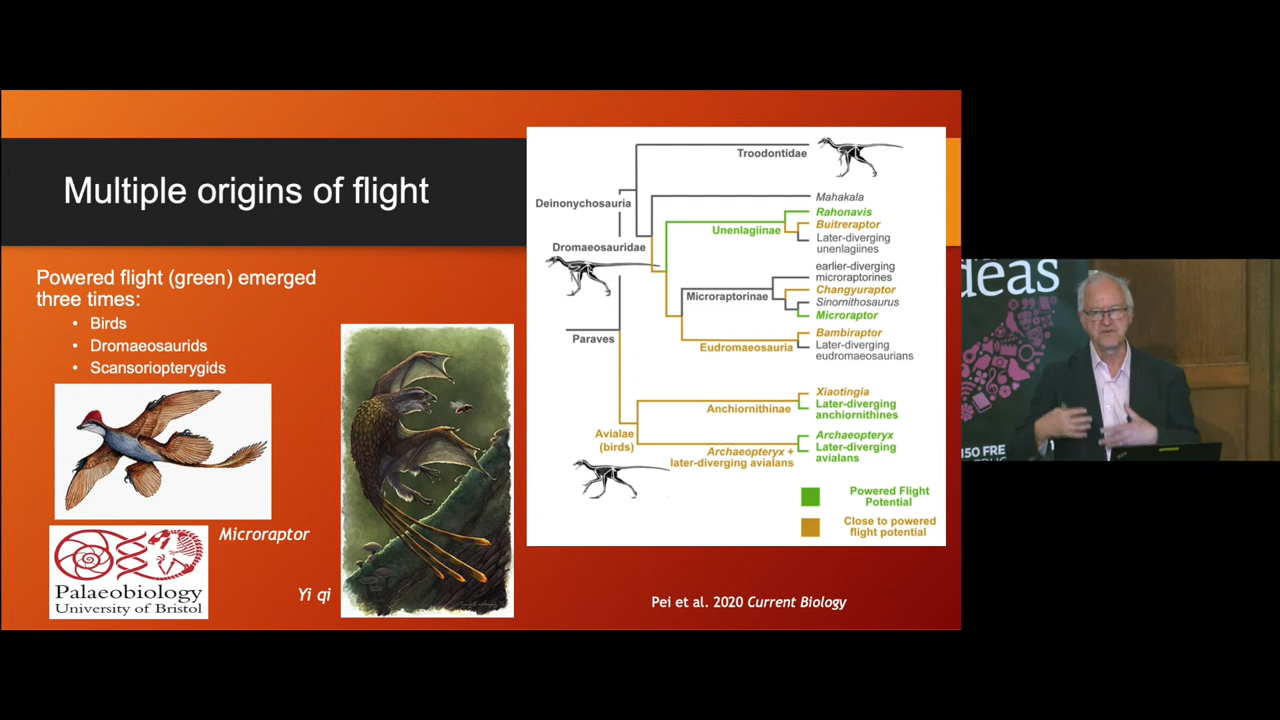 Multiple origins of flight
Powered flight (green) emerged
three times:
• Birds
• Dromaeosaurids
• Scansoriopterygids
Microraptor
Palaeobiology
University of Bristol
Yi qi
Troodontidae
Deinonychosauria
Mahakala
Rahonavis
Unenlagiinae
Buitreraptor
Later-diverging
unenlagiines
Dromaeosauridae
earlier-diverging
microraptorines
Microraptorinae
Changyuraptor
Sinornithosaurus
Microraptor
Paraves
Bambiraptor
Eudromaeosauria
Later-diverging
eudromaeosaurians
Xiaotingia
Anchiornithinae
Later-diverging
anchiornithines
Avialae
(birds)
Archaeopteryx
Archaeopteryx +
later-diverging avialans
Later-diverging
avialans
Powered Flight
Potential
Close to powered
flight potential
Pei et al. 2020 Current Biology
deas
150 FRE